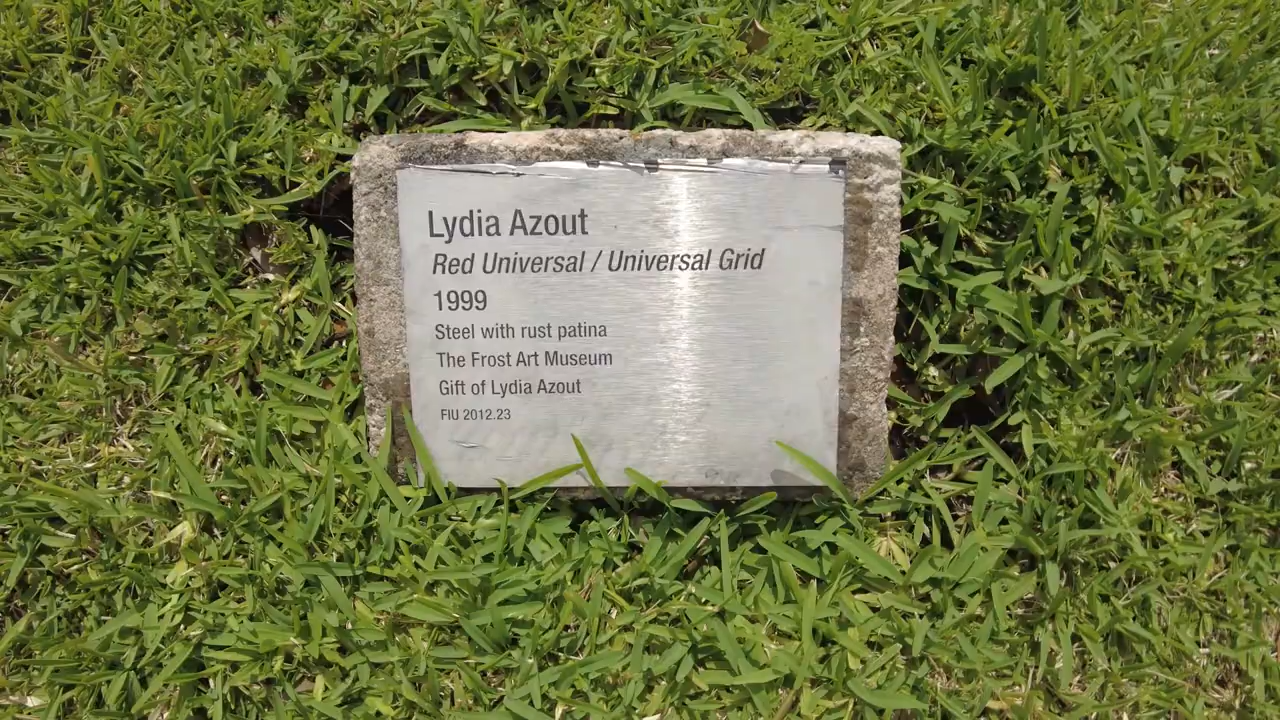 Lydia Azout
Red Universal / Universal Grid
1999
Steel with rust patina
The Frost Art Museum
Gift of Lydia Azout
FIU 2012.23